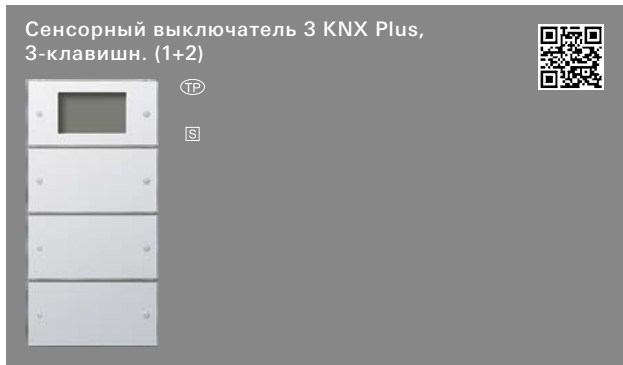 Сенсорный выключатель 3 KNX Plus,
3-клавишн. (1+2)
TP
S